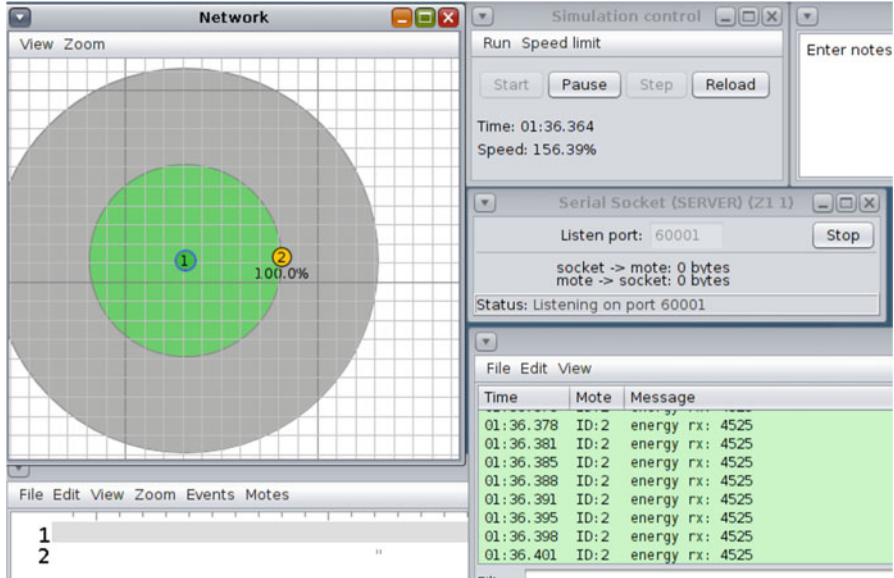 Network
View Zoom
1
2
100.0%
Simulation control
Run Speed limit
Start Pause Step Reload
Time: 01:36.364
Speed: 156.39%
Enter notes
Serial Socket (SERVER) (Z1 1)
Listen port: 60001 Stop
socket -> mote: 0 bytes
mote -> socket: 0 bytes
Status: Listening on port 60001
File Edit View
Time Mote Message
01:36.378 ID:2 energy rx: 4525
01:36.381 ID:2 energy rx: 4525
01:36.385 ID:2 energy rx: 4525
01:36.388 ID:2 energy rx: 4525
01:36.391 ID:2 energy rx: 4525
01:36.395 ID:2 energy rx: 4525
01:36.398 ID:2 energy rx: 4525
01:36.401 ID:2 energy rx: 4525
File Edit View Zoom Events Motes
1
2